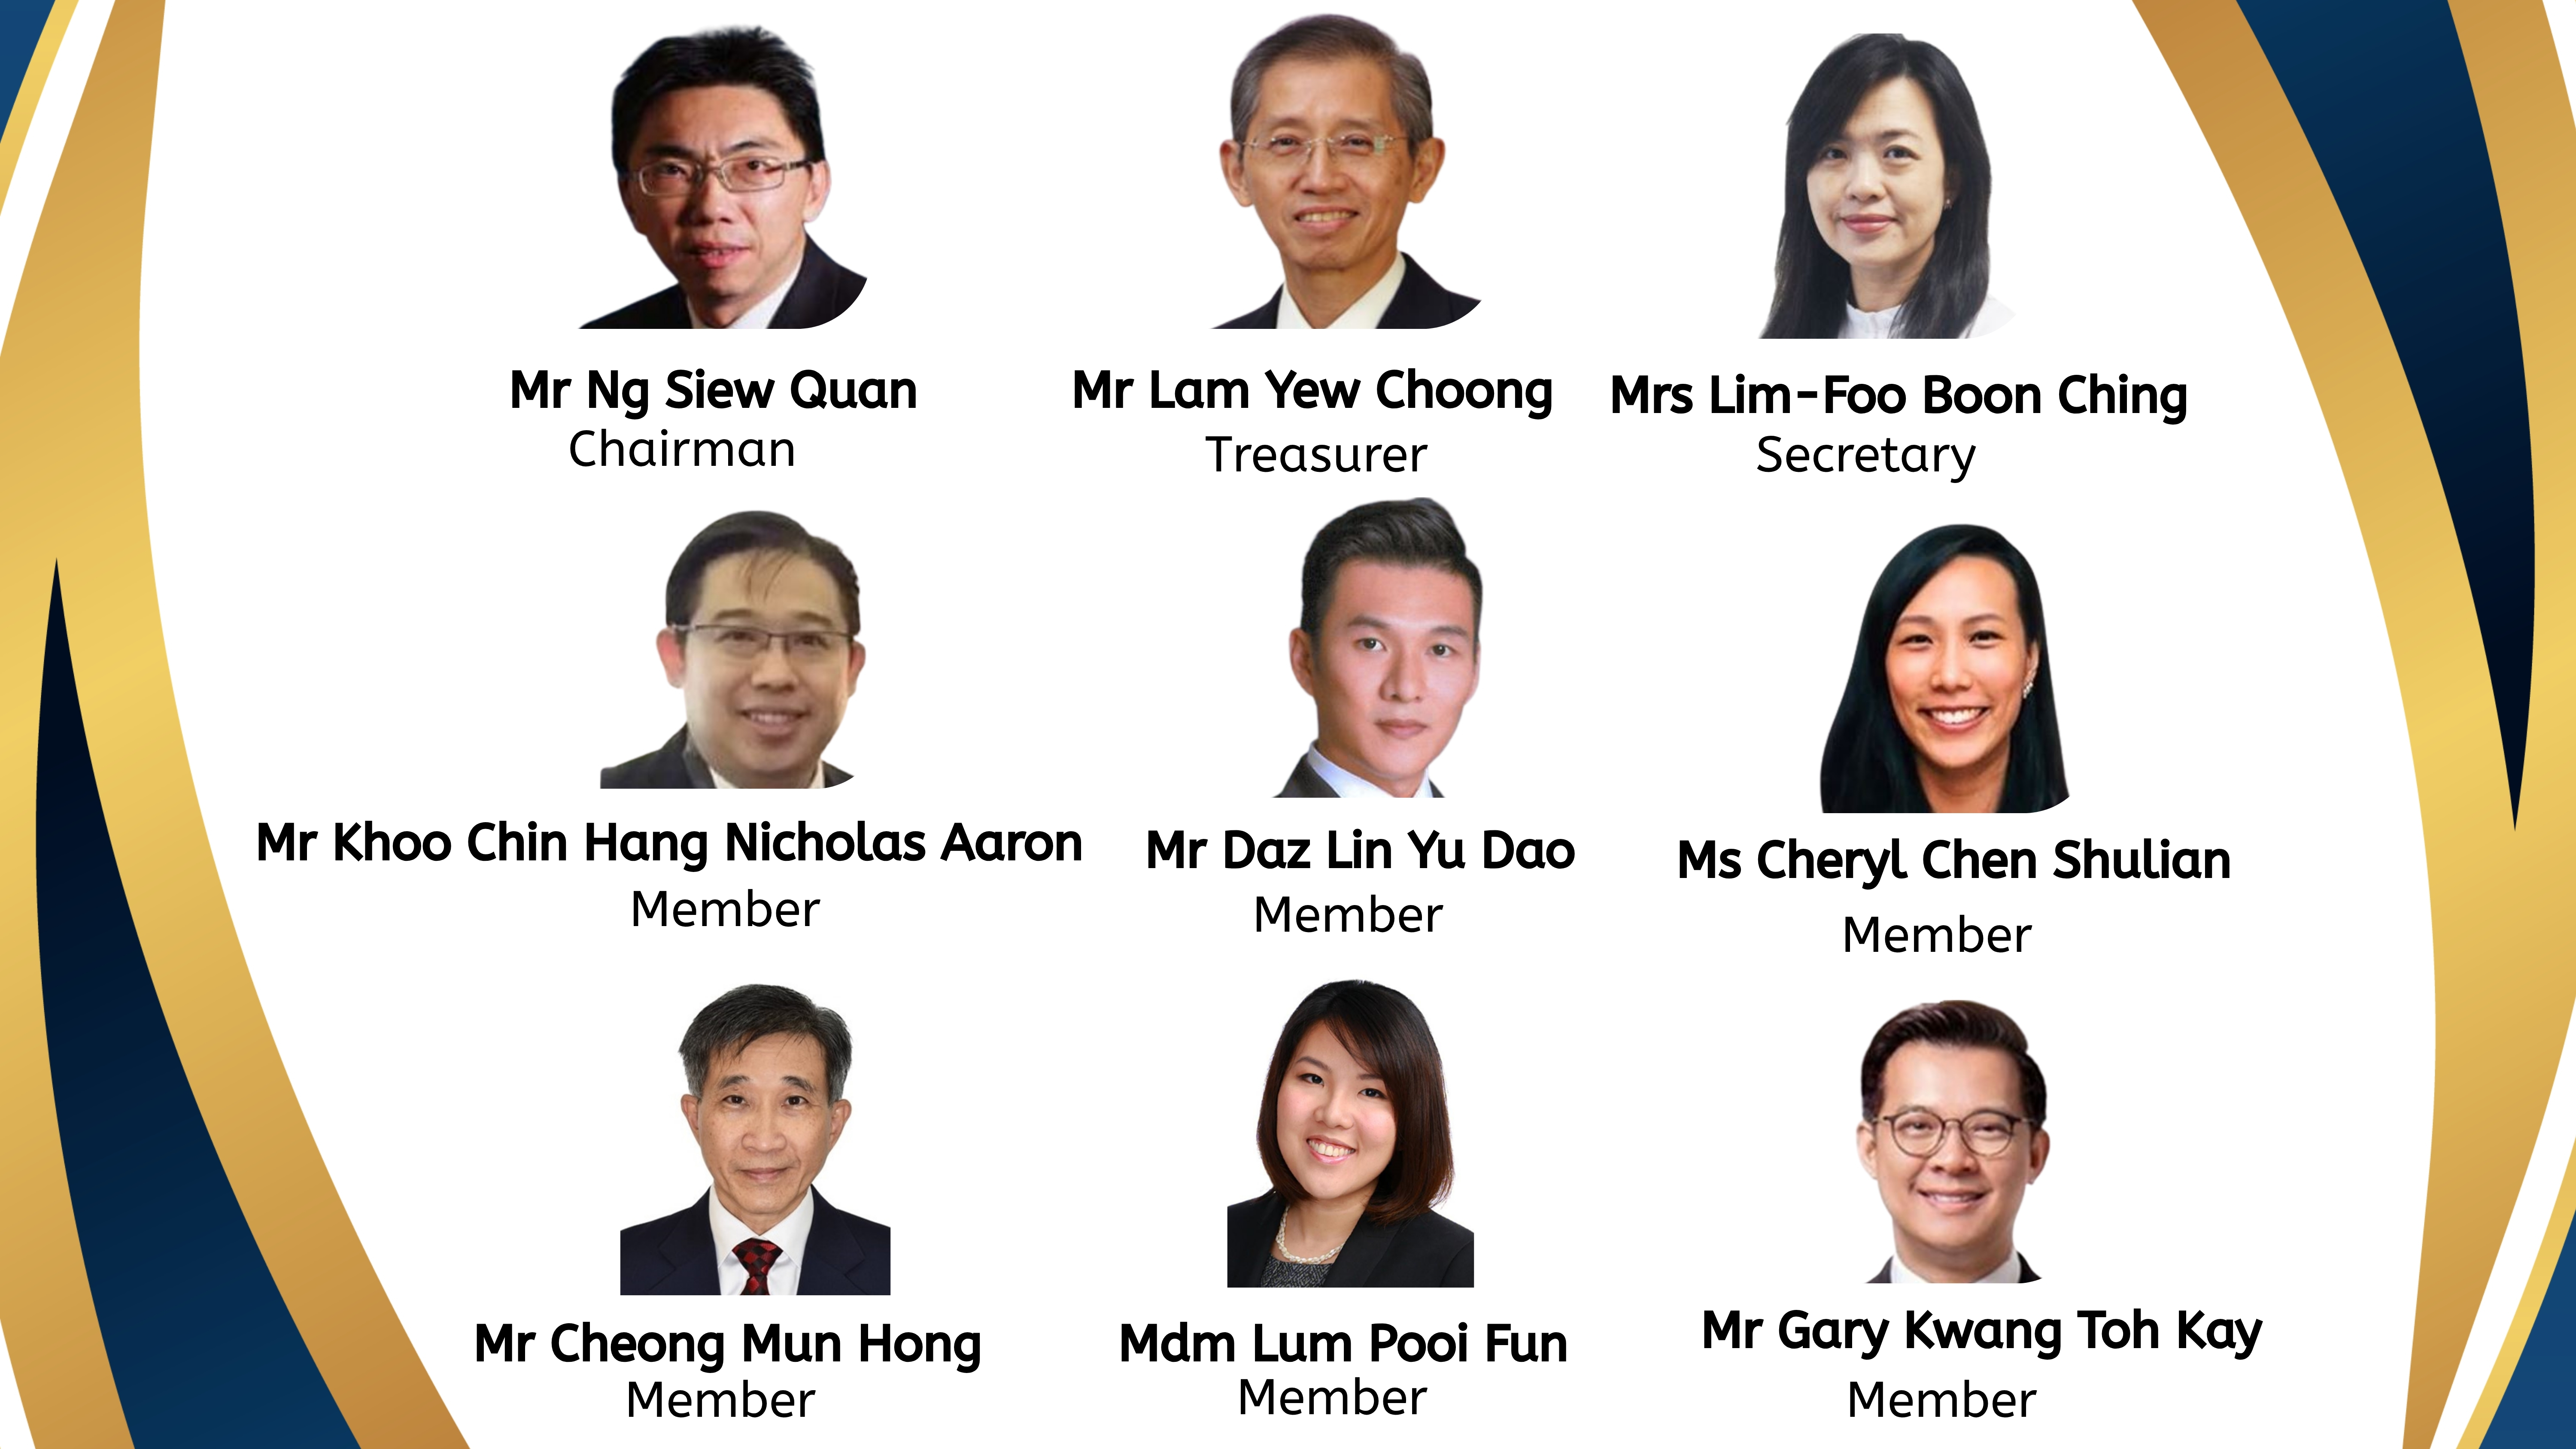 Mr Ng Siew Quan
Chairman
Mr Lam Yew Choong
Treasurer
Mrs Lim-Foo Boon Ching
Secretary
Mr Khoo Chin Hang Nicholas Aaron
Member
Mr Daz Lin Yu Dao
Member
Ms Cheryl Chen Shulian
Member
Mr Cheong Mun Hong
Member
Mdm Lum Pooi Fun
Member
Mr Gary Kwang Toh Kay
Member